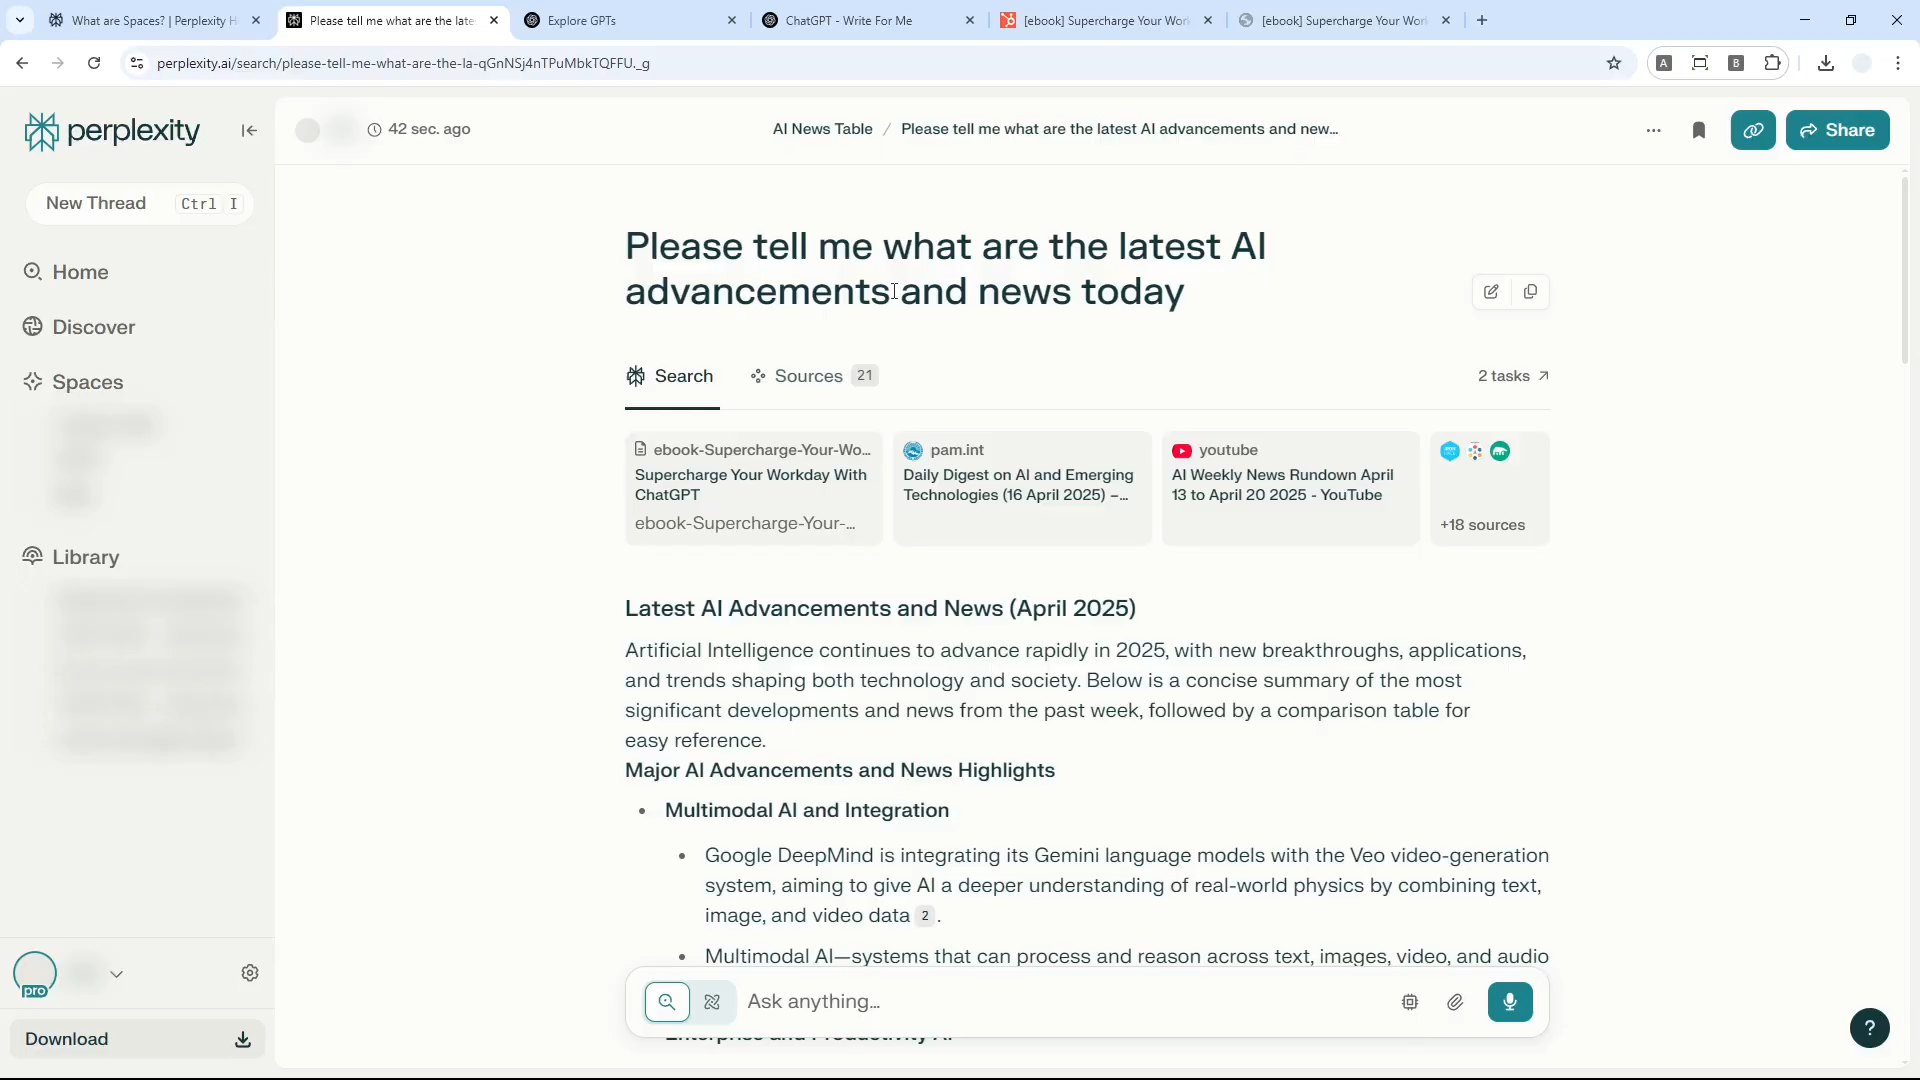 What are Spaces? | Perplexity H
Please tell me what are the late
Explore GPTs
ChatGPT - Write For Me
[ebook] Supercharge Your Wor
[ebook] Supercharge Your Wor
perplexity.ai/search/please-tell-me-what-are-the-la-qGnNSj4nTPuMbkTQFFU._g
A
B
perplexity
42 sec. ago
AI News Table / Please tell me what are the latest AI advancements and new...
Share
New Thread Ctrl I
Home
Discover
Spaces
Library
Please tell me what are the latest AI
advancements and news today
Search
Sources 21
2 tasks
ebook-Supercharge-Your-Wo...
Supercharge Your Workday With
ChatGPT
ebook-Supercharge-Your-...
pam.int
Daily Digest on AI and Emerging
Technologies (16 April 2025) –...
youtube
AI Weekly News Rundown April
13 to April 20 2025 - YouTube
+18 sources
Latest AI Advancements and News (April 2025)
Artificial Intelligence continues to advance rapidly in 2025, with new breakthroughs, applications,
and trends shaping both technology and society. Below is a concise summary of the most
significant developments and news from the past week, followed by a comparison table for
easy reference.
Major AI Advancements and News Highlights
• Multimodal AI and Integration
• Google DeepMind is integrating its Gemini language models with the Veo video-generation
system, aiming to give AI a deeper understanding of real-world physics by combining text,
image, and video data 2 .
• Multimodal AI—systems that can process and reason across text, images, video, and audio
Enterprise and Productivity AI
Ask anything...
pro
Download
?